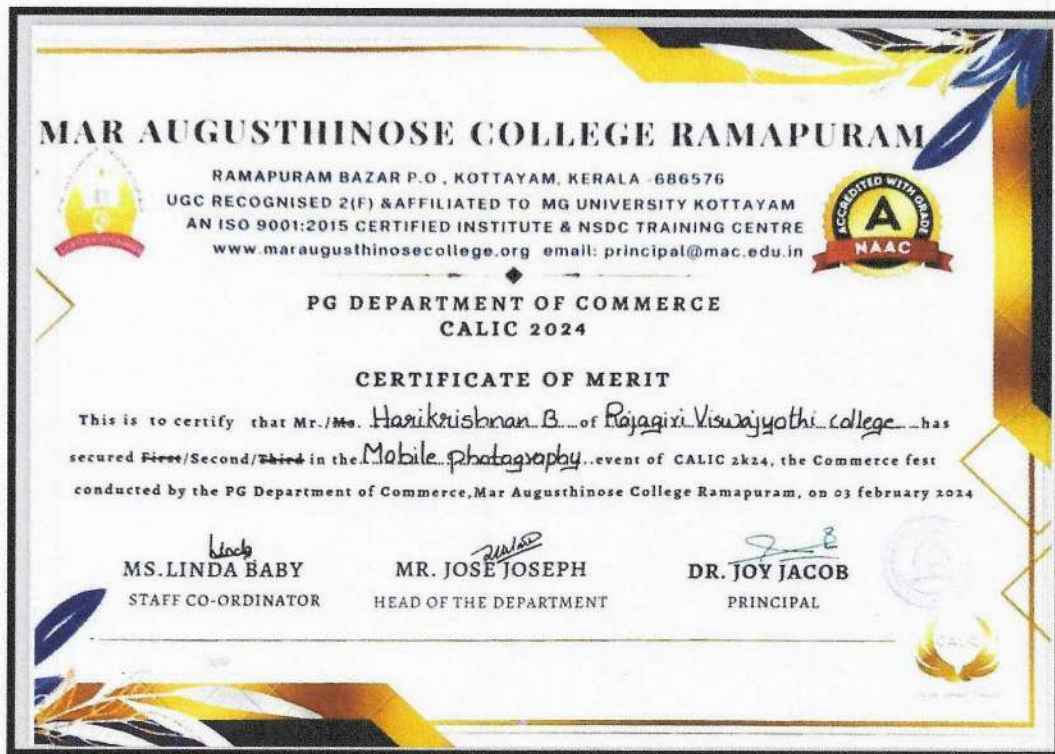 MAR AUGUSTHINOSE COLLEGE RAMAPURAM
RAMAPURAM BAZAR P.O , KOTTAYAM, KERALA -686576
UGC RECOGNISED 2(F) &AFFILIATED TO MG UNIVERSITY KOTTAYAM
AN ISO 9001:2015 CERTIFIED INSTITUTE & NSDC TRAINING CENTRE
www.maraugusthinosecollege.org email: principal@mac.edu.in
ACCREDITED WITH GRADE
A
NAAC
PG DEPARTMENT OF COMMERCE
CALIC 2024
CERTIFICATE OF MERIT
This is to certify that Mr./Ms. Harikrishnan B of Rajagiri Viswajyothi college has
secured First/Second/Third in the Mobile photography event of CALIC 2k24, the Commerce fest
conducted by the PG Department of Commerce,Mar Augusthinose College Ramapuram, on 03 february 2024
Linda
MS.LINDA BABY MR. JOSE JOSEPH DR. JOY JACOB
STAFF CO-ORDINATOR HEAD OF THE DEPARTMENT PRINCIPAL
CALIC